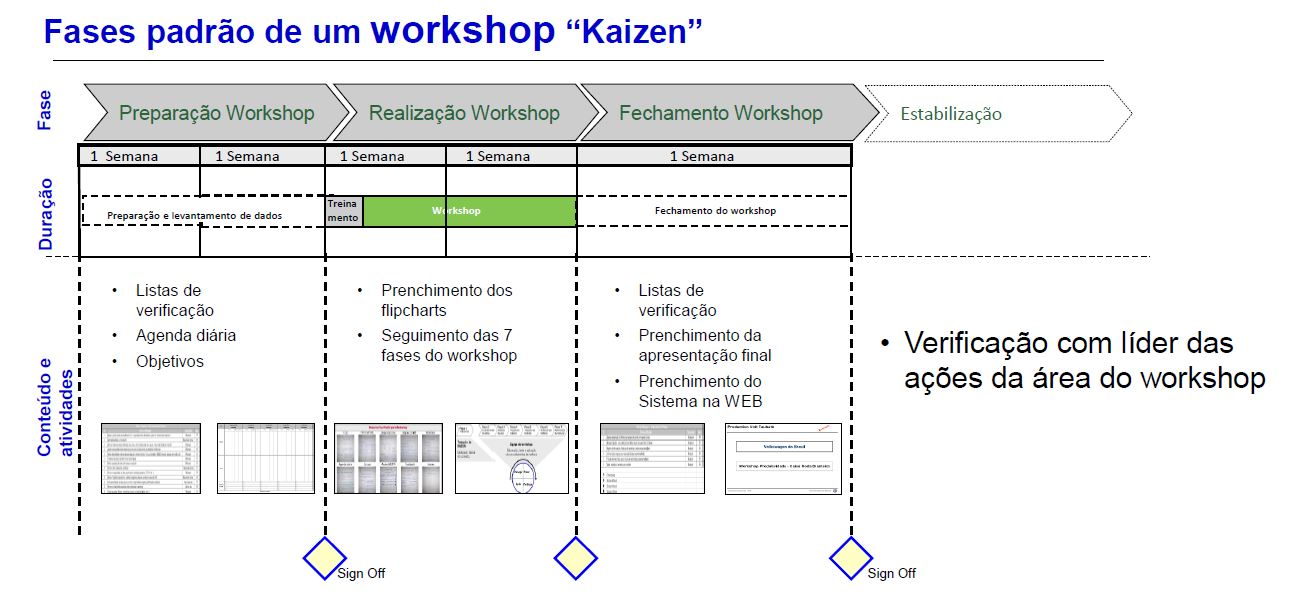 Fases padrão de um workshop “Kaizen”
Fase
Preparação Workshop
Realização Workshop
Fechamento Workshop
Estabilização
1 Semana
1 Semana
1 Semana
1 Semana
1 Semana
Duração
Preparação e levantamento de dados
Treina
mento
Workshop
Fechamento do workshop
Conteúdo e
atividades
• Listas de
verificação
• Agenda diária
• Objetivos
• Prenchimento dos
flipcharts
• Seguimento das 7
fases do workshop
• Listas de
verificação
• Prenchimento da
apresentação final
• Prenchimento do
Sistema na WEB
• Verificação com líder das
ações da área do workshop
Volkswagen do Brasil
Sign Off
Sign Off